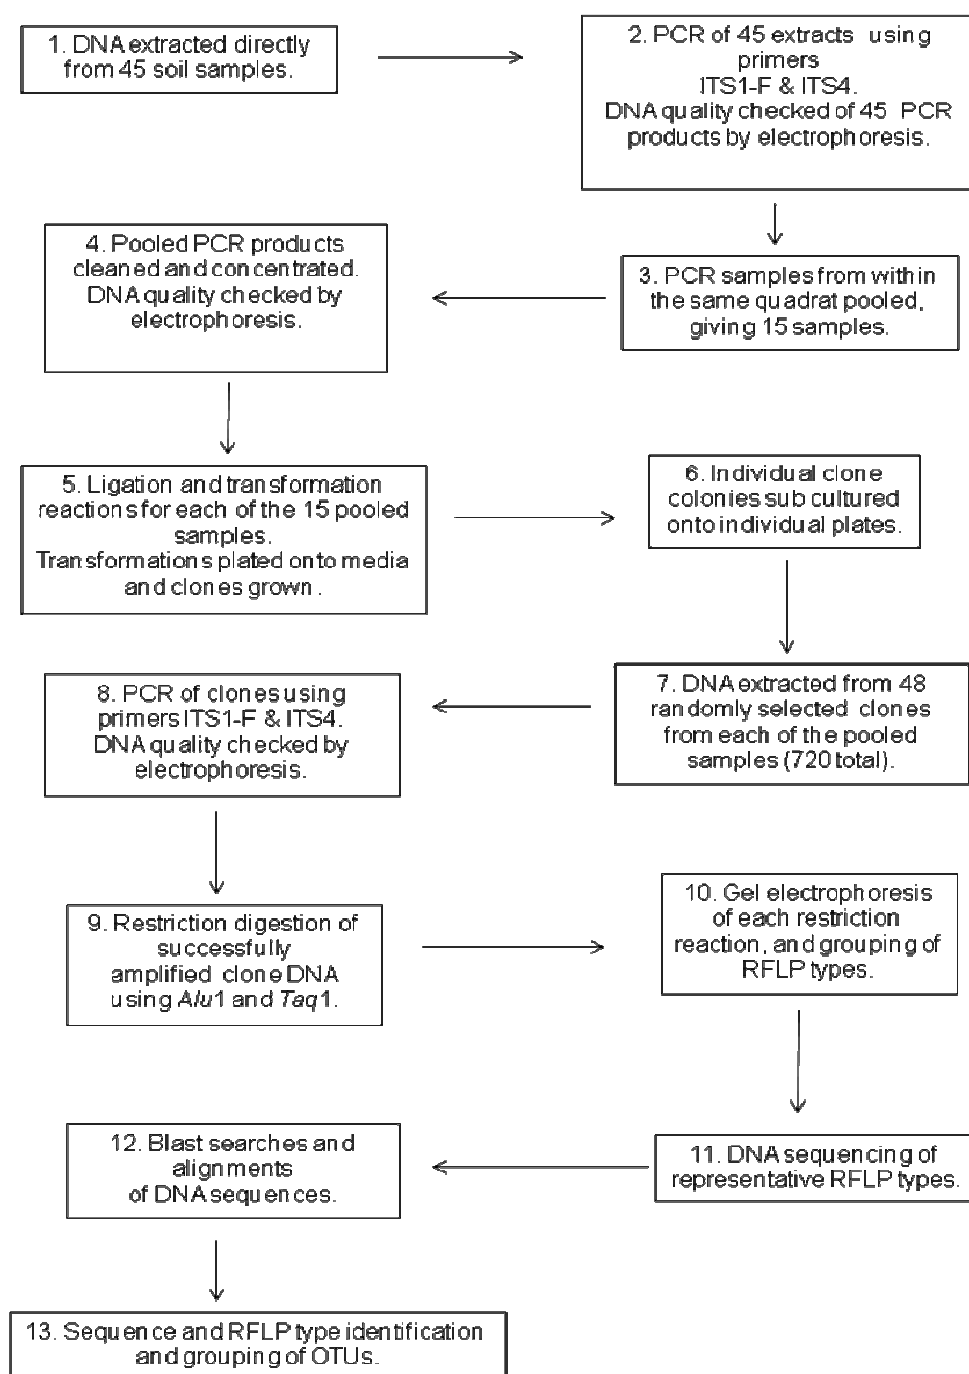 1. DNA extracted directly
from 45 soil samples.
2. PCR of 45 extracts using
primers
ITS1-F & ITS4.
DNA quality checked of 45 PCR
products by electrophoresis.
3. PCR samples from within
the same quadrat pooled,
giving 15 samples.
4. Pooled PCR products
cleaned and concentrated.
DNA quality checked by
electrophoresis.
5. Ligation and transformation
reactions for each of the 15 pooled
samples.
Transformations plated onto media
and clones grown.
6. Individual clone
colonies sub cultured
onto individual plates.
7. DNA extracted from 48
randomly selected clones
from each of the pooled
samples (720 total).
8. PCR of clones using
primers ITS1-F & ITS4.
DNA quality checked by
electrophoresis.
9. Restriction digestion of
successfully
amplified clone DNA
using Alu1 and Taq1.
10. Gel electrophoresis
of each restriction
reaction, and grouping of
RFLP types.
11. DNA sequencing of
representative RFLP types.
12. Blast searches and
alignments
of DNA sequences.
13. Sequence and RFLP type identification
and grouping of OTUs.